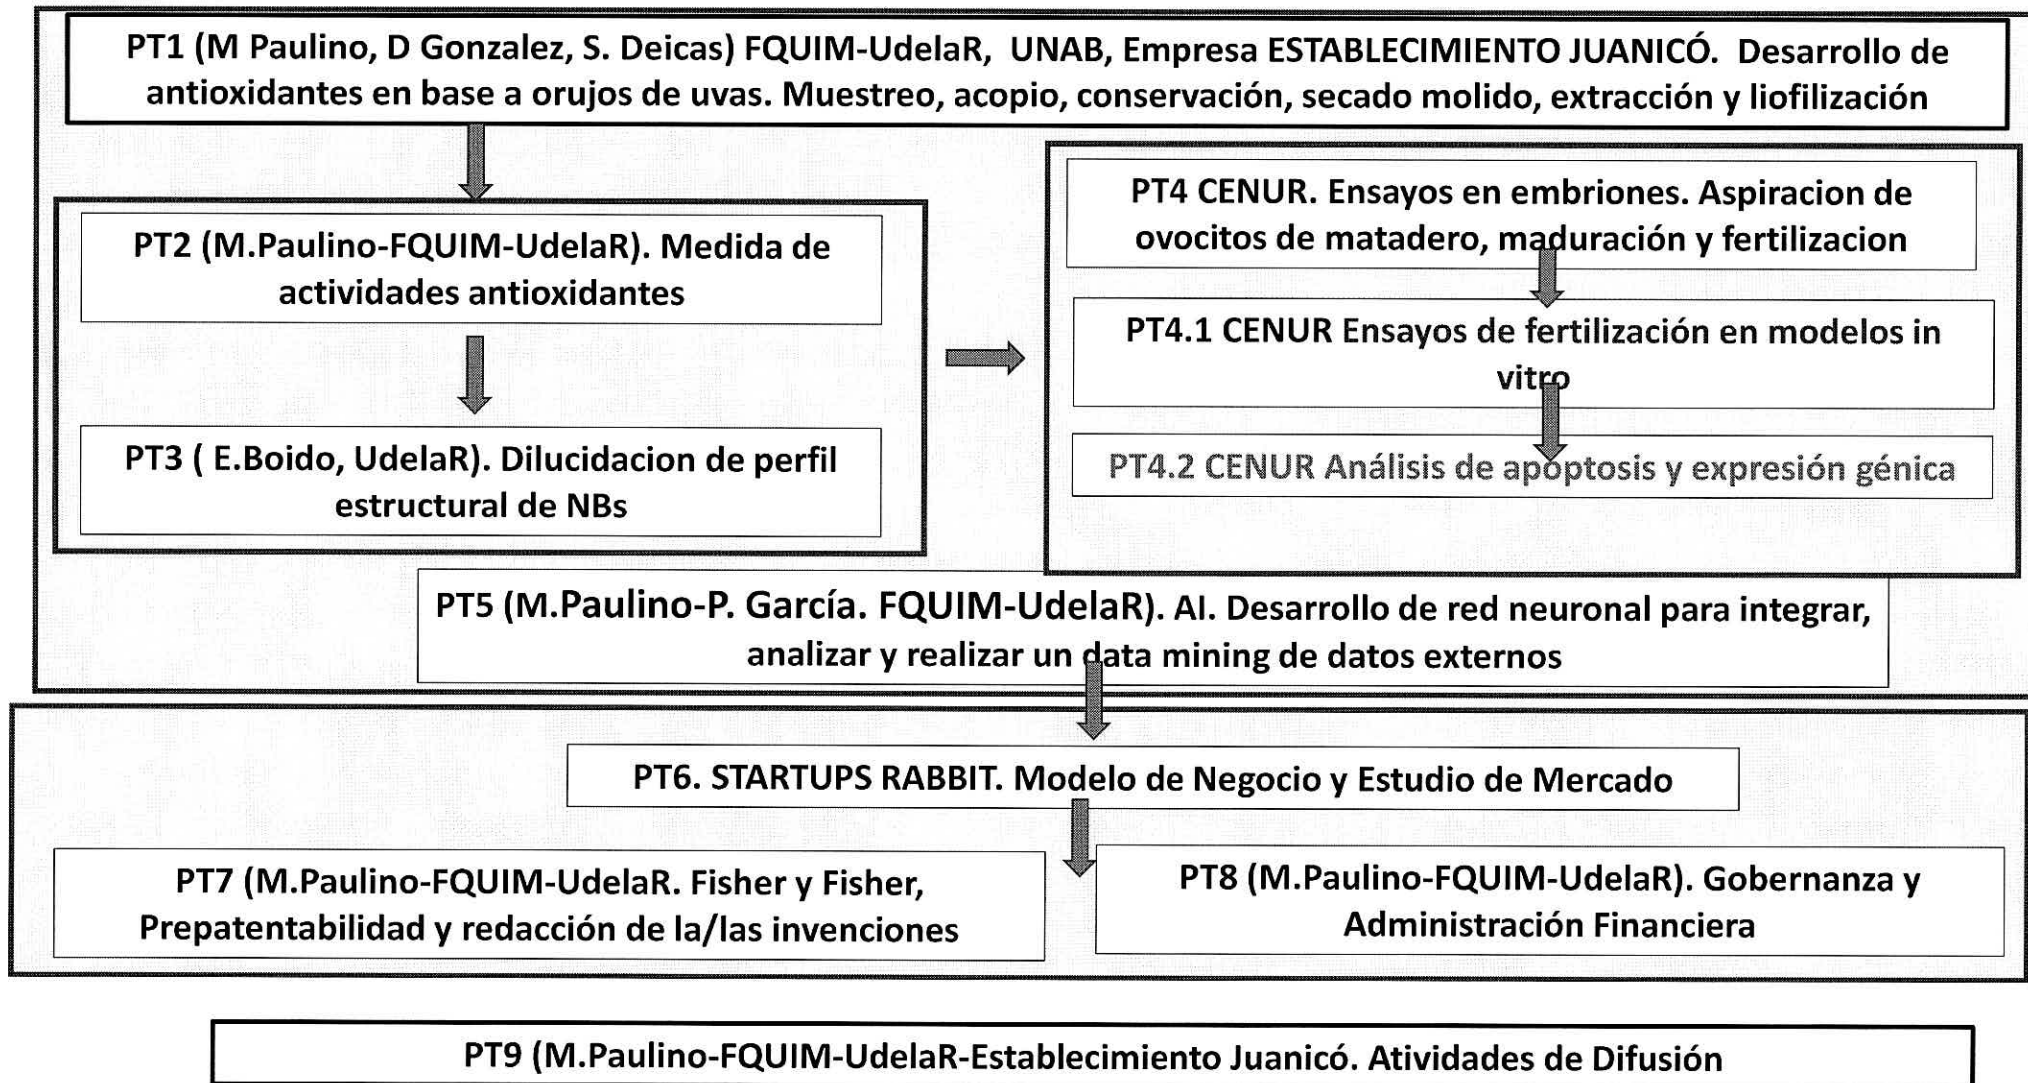 PT1 (M Paulino, D Gonzalez, S. Deicas) FQUIM-UdelaR, UNAB, Empresa ESTABLECIMIENTO JUANICÓ. Desarrollo de
antioxidantes en base a orujos de uvas. Muestreo, acopio, conservación, secado molido, extracción y liofilización
PT2 (M.Paulino-FQUIM-UdelaR). Medida de
actividades antioxidantes
PT3 ( E.Boido, UdelaR). Dilucidacion de perfil
estructural de NBs
PT4 CENUR. Ensayos en embriones. Aspiracion de
ovocitos de matadero, maduración y fertilizacion
PT4.1 CENUR Ensayos de fertilización en modelos in
vitro
PT4.2 CENUR Análisis de apoptosis y expresión génica
PT5 (M.Paulino-P. García. FQUIM-UdelaR). AI. Desarrollo de red neuronal para integrar,
analizar y realizar un data mining de datos externos
PT6. STARTUPS RABBIT. Modelo de Negocio y Estudio de Mercado
PT7 (M.Paulino-FQUIM-UdelaR. Fisher y Fisher,
Prepatentabilidad y redacción de la/las invenciones
PT8 (M.Paulino-FQUIM-UdelaR). Gobernanza y
Administración Financiera
PT9 (M.Paulino-FQUIM-UdelaR-Establecimiento Juanicó. Atividades de Difusión